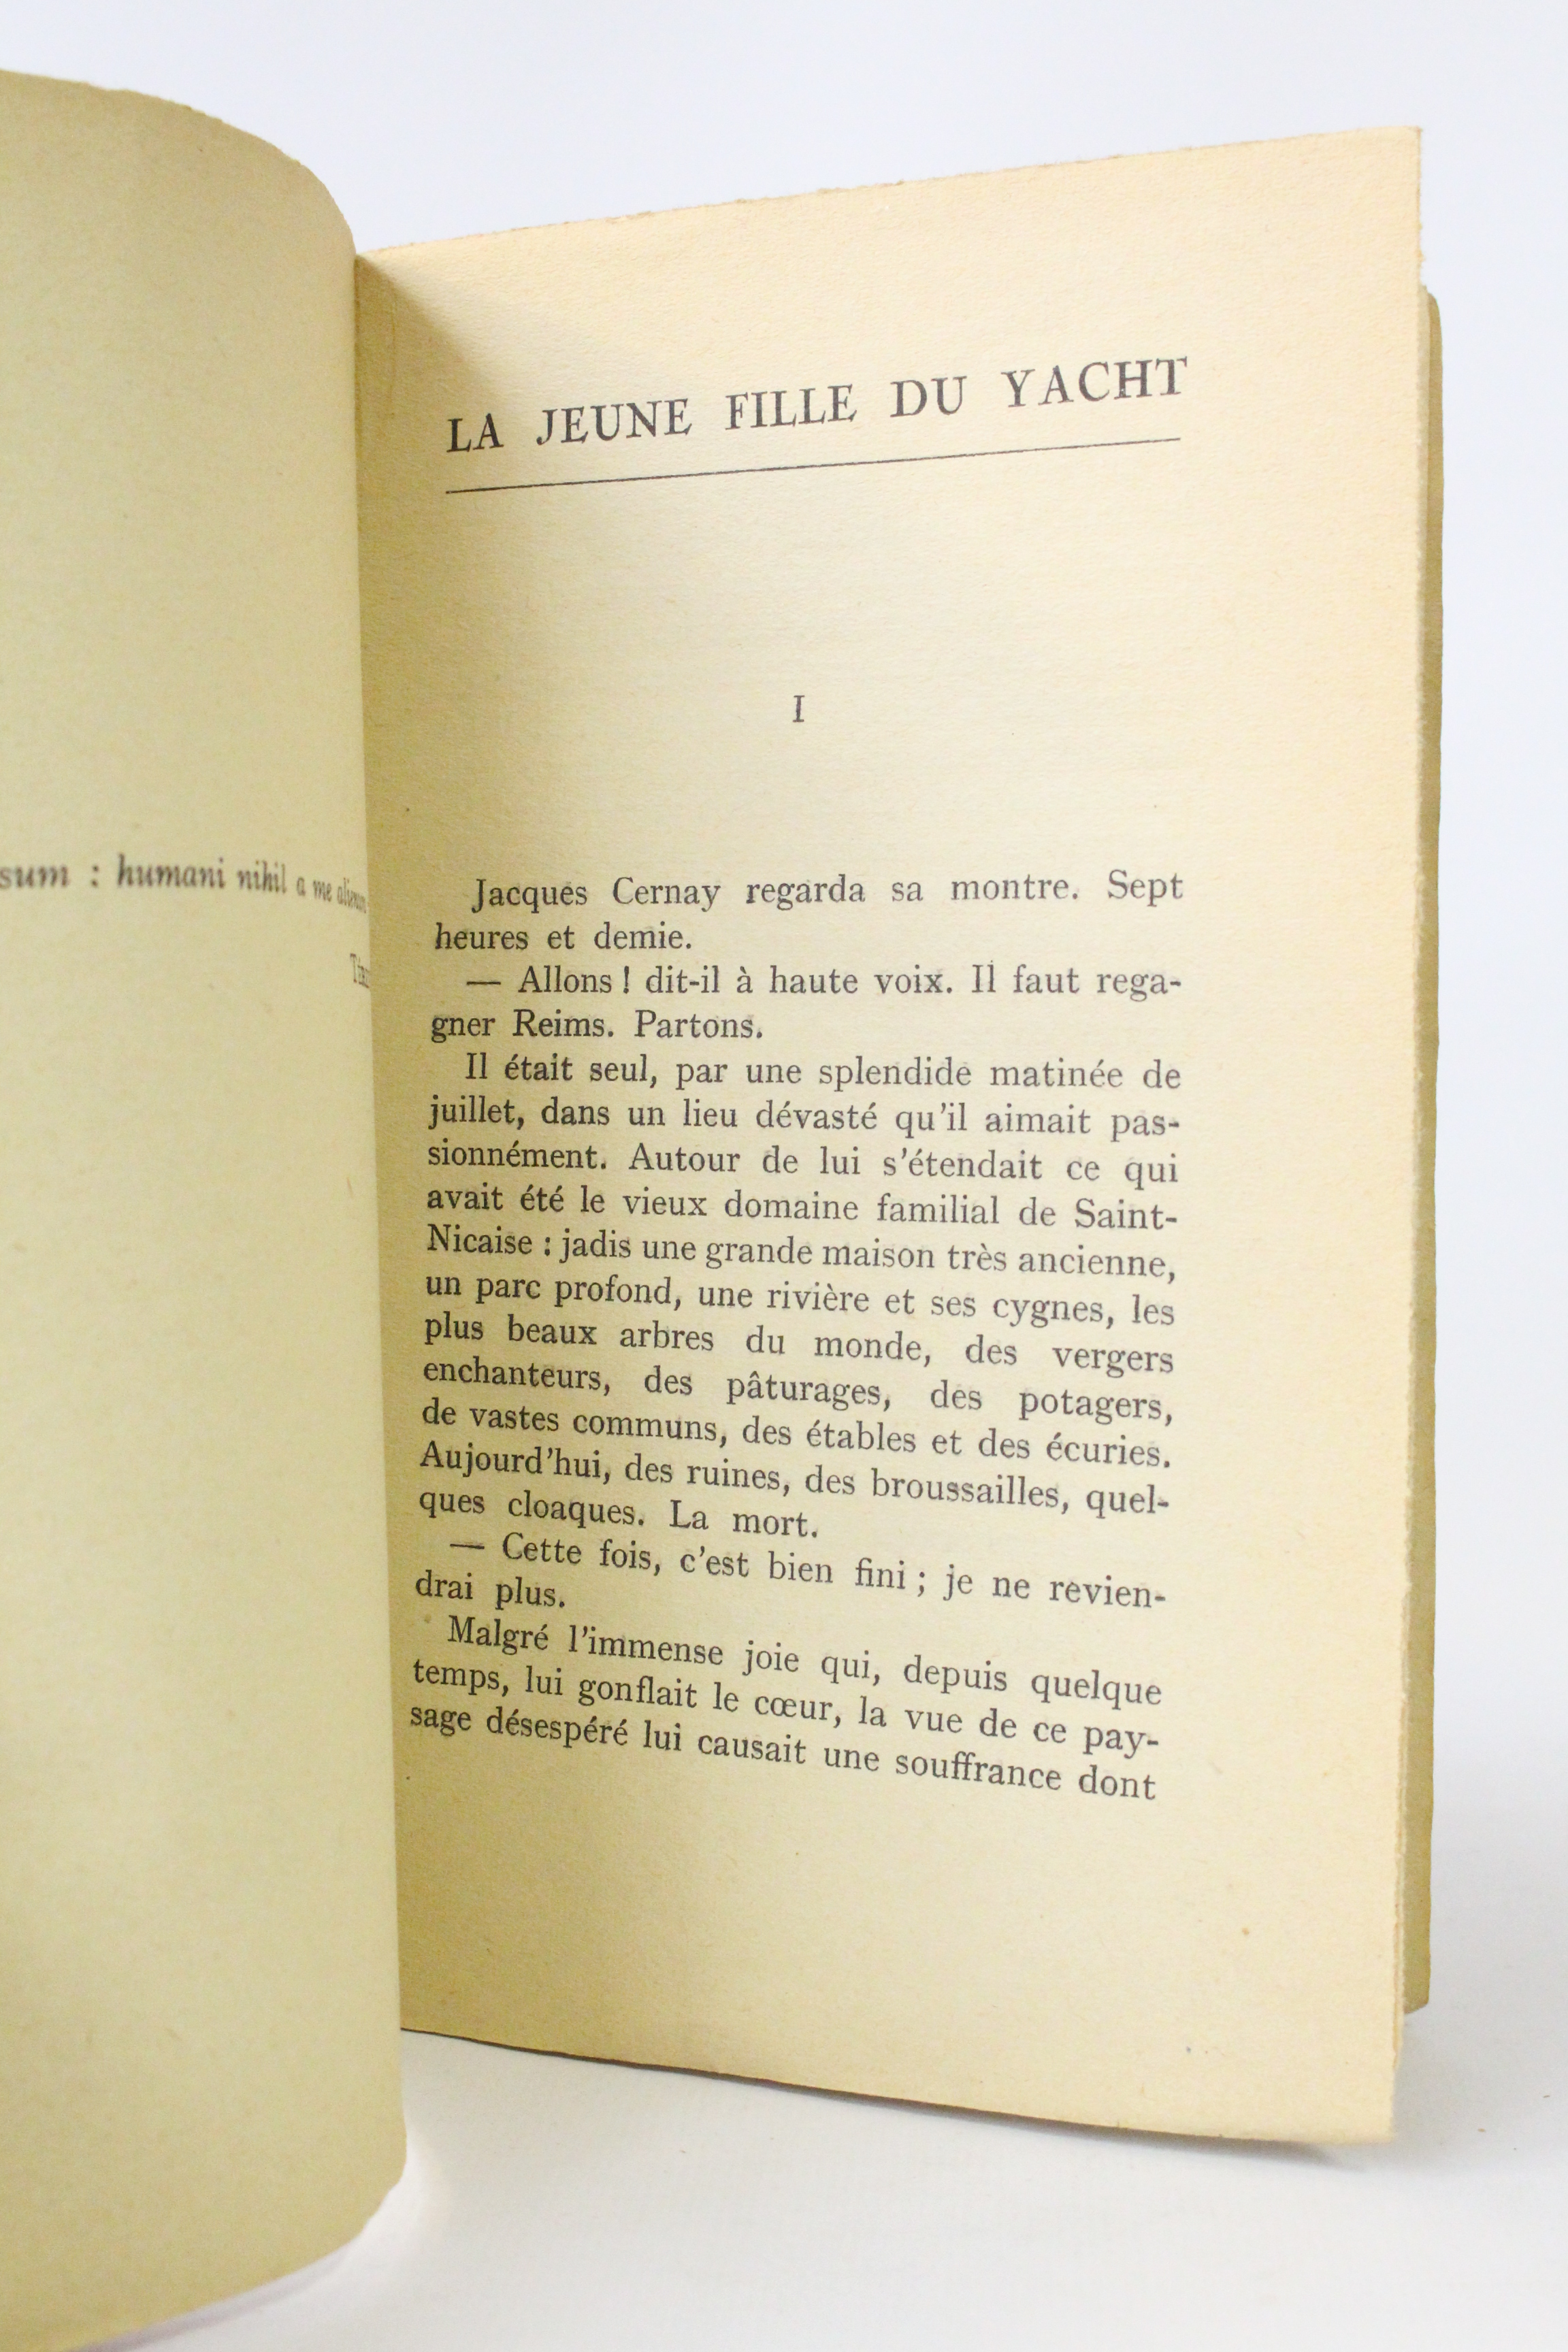 sum : humani nihil a me
LA JEUNE FILLE DU YACHT
I
Jacques Cernay regarda sa montre. Sept
heures et demie.
— Allons ! dit-il à haute voix. Il faut rega-
gner Reims. Partons.
Il était seul, par une splendide matinée de
juillet, dans un lieu dévasté qu'il aimait pas-
sionnément. Autour de lui s'étendait ce qui
avait été le vieux domaine familial de Saint-
Nicaise : jadis une grande maison très ancienne,
un parc profond, une rivière et ses cygnes, les
plus beaux arbres du monde, des vergers
enchanteurs, des pâturages, des potagers,
de vastes communs, des étables et des écuries.
Aujourd'hui, des ruines, des broussailles, quel-
ques cloaques. La mort.
— Cette fois, c'est bien fini ; je ne revien-
drai plus.
Malgré l'immense joie qui, depuis quelque
temps, lui gonflait le cœur, la vue de ce pay-
sage désespéré lui causait une souffrance dont